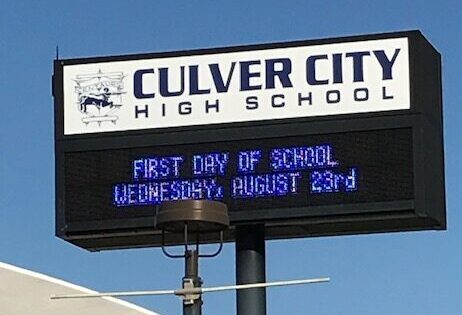 CULVER CITY
HIGH SCHOOL
FIRST DAY OF SCHOOL
WEDNESDAY, AUGUST 23rd